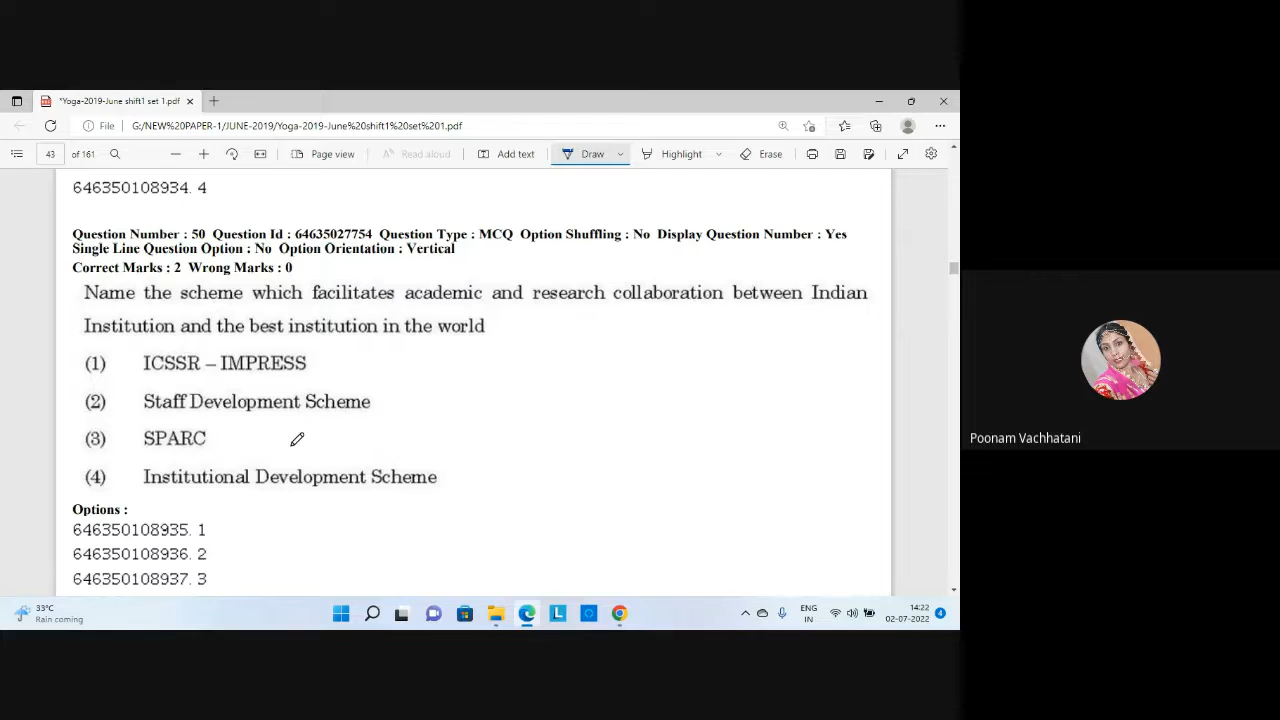 *Yoga-2019-June shift1 set 1.pdf
File
G:/NEW%20PAPER-1/JUNE-2019/Yoga-2019-June%20shift1%20set%201.pdf
43 of 161
Page view
Read aloud
Add text
Draw
Highlight
Erase
646350108934. 4
Question Number : 50 Question Id : 64635027754 Question Type : MCQ Option Shuffling : No Display Question Number : Yes
Single Line Question Option : No Option Orientation : Vertical
Correct Marks : 2 Wrong Marks : 0
Name the scheme which facilitates academic and research collaboration between Indian
Institution and the best institution in the world
(1) ICSSR – IMPRESS
(2) Staff Development Scheme
(3) SPARC
(4) Institutional Development Scheme
Options :
646350108935. 1
646350108936. 2
646350108937. 3
Poonam Vachhatani
33°C
Rain coming
ENG
IN
14:22
02-07-2022
4